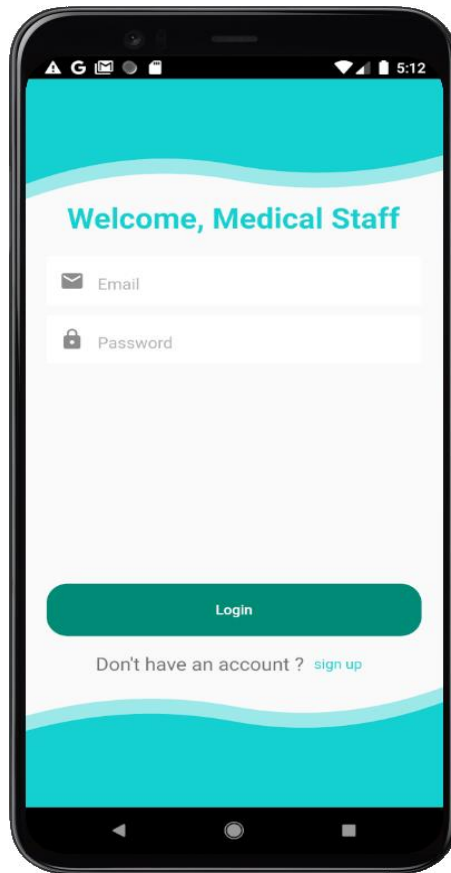 G 5:12
Welcome, Medical Staff
Email
Password
Login
Don't have an account ? sign up